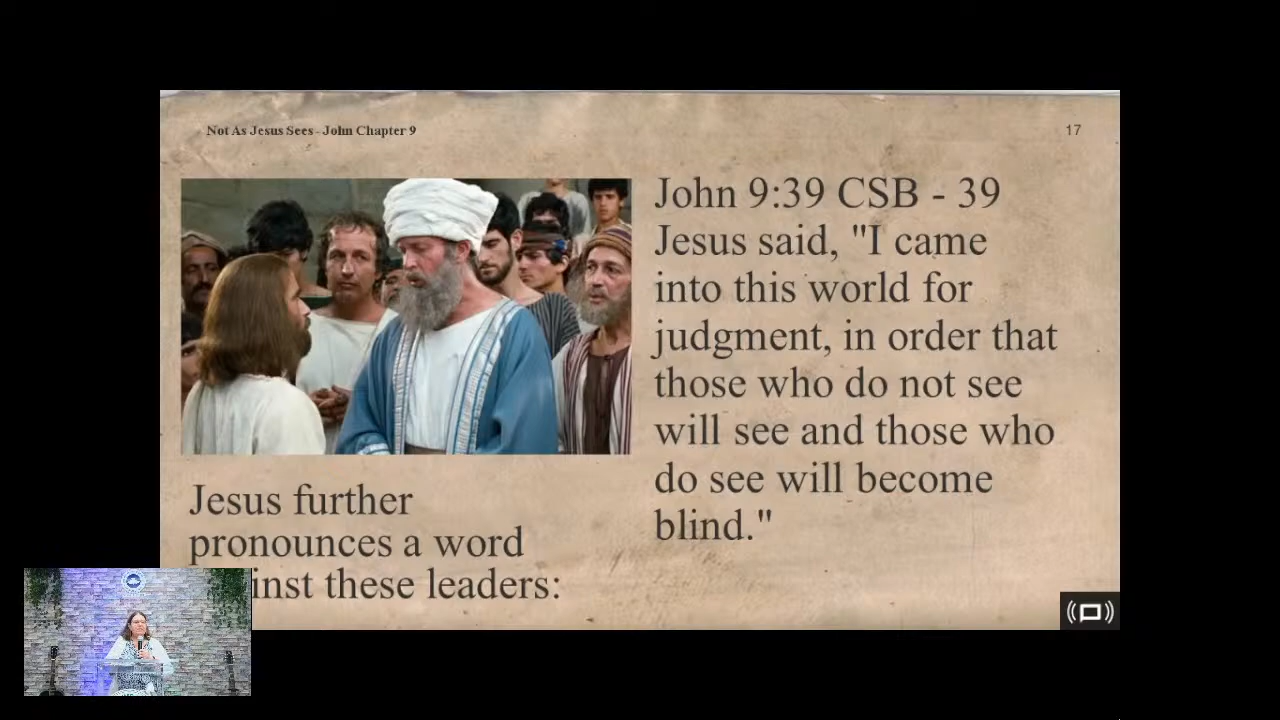 Not As Jesus Sees - John Chapter 9
17
John 9:39 CSB - 39
Jesus said, "I came
into this world for
judgment, in order that
those who do not see
will see and those who
do see will become
blind."
Jesus further
pronounces a word
inst these leaders: